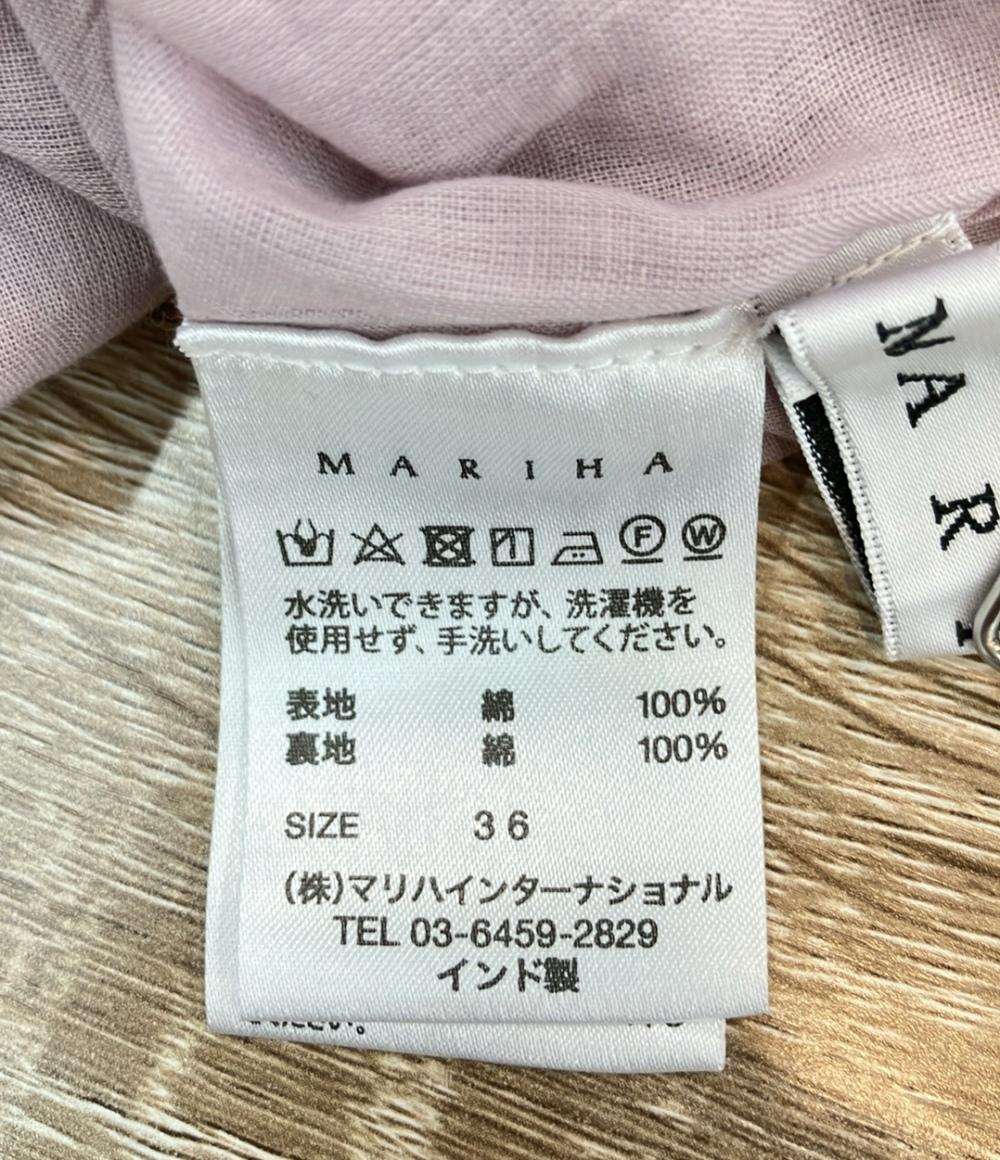 MARIHA
F W
水洗いできますが、洗濯機を
使用せず、手洗いしてください。
表地 綿 100%
裏地 綿 100%
SIZE 36
(株)マリハインターナショナル
TEL 03-6459-2829
インド製
MARI